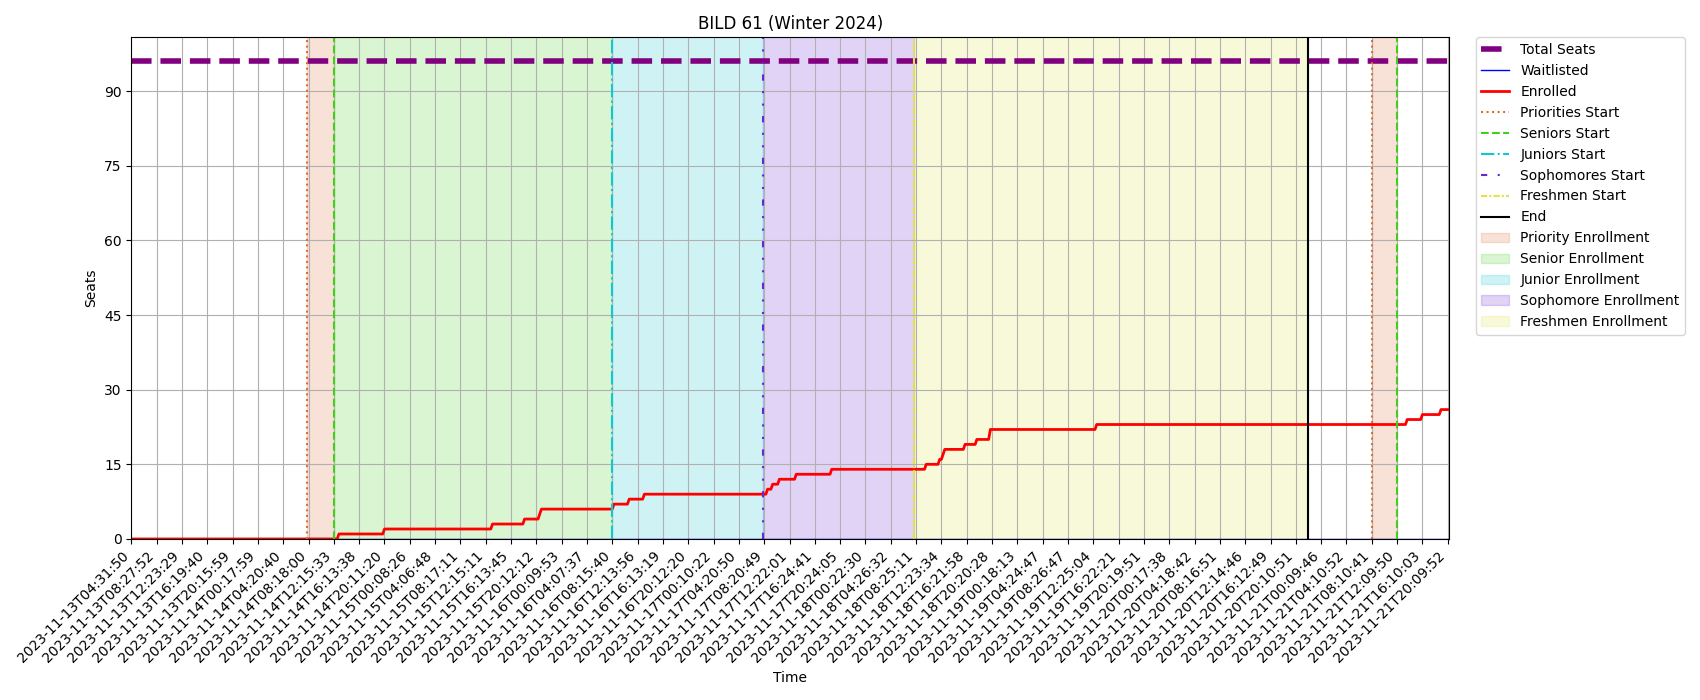 BILD 61 (Winter 2024)
Seats
90
75
60
45
30
15
0
2023-11-13T04:31:50
2023-11-13T08:27:52
2023-11-13T12:23:29
2023-11-13T16:19:40
2023-11-13T20:15:59
2023-11-14T00:17:59
2023-11-14T04:20:40
2023-11-14T08:18:00
2023-11-14T12:15:33
2023-11-14T16:13:38
2023-11-14T20:11:20
2023-11-15T00:08:26
2023-11-15T04:06:48
2023-11-15T08:17:11
2023-11-15T12:15:11
2023-11-15T16:13:45
2023-11-15T20:12:12
2023-11-16T00:09:53
2023-11-16T04:07:37
2023-11-16T08:15:40
2023-11-16T12:13:56
2023-11-16T16:13:19
2023-11-16T20:12:20
2023-11-17T00:10:22
2023-11-17T04:20:50
2023-11-17T08:20:49
2023-11-17T12:22:01
2023-11-17T16:24:41
2023-11-17T20:24:05
2023-11-18T00:22:30
2023-11-18T04:26:32
2023-11-18T08:25:11
2023-11-18T12:23:34
2023-11-18T16:21:58
2023-11-18T20:20:28
2023-11-19T00:18:13
2023-11-19T04:24:47
2023-11-19T08:26:47
2023-11-19T12:25:04
2023-11-19T16:22:21
2023-11-19T20:19:51
2023-11-20T00:17:38
2023-11-20T04:18:42
2023-11-20T08:16:51
2023-11-20T12:14:46
2023-11-20T16:12:49
2023-11-20T20:10:51
2023-11-21T00:09:46
2023-11-21T04:10:52
2023-11-21T08:10:41
2023-11-21T12:09:50
2023-11-21T16:10:03
2023-11-21T20:09:52
Time
Total Seats
Waitlisted
Enrolled
Priorities Start
Seniors Start
Juniors Start
Sophomores Start
Freshmen Start
End
Priority Enrollment
Senior Enrollment
Junior Enrollment
Sophomore Enrollment
Freshmen Enrollment